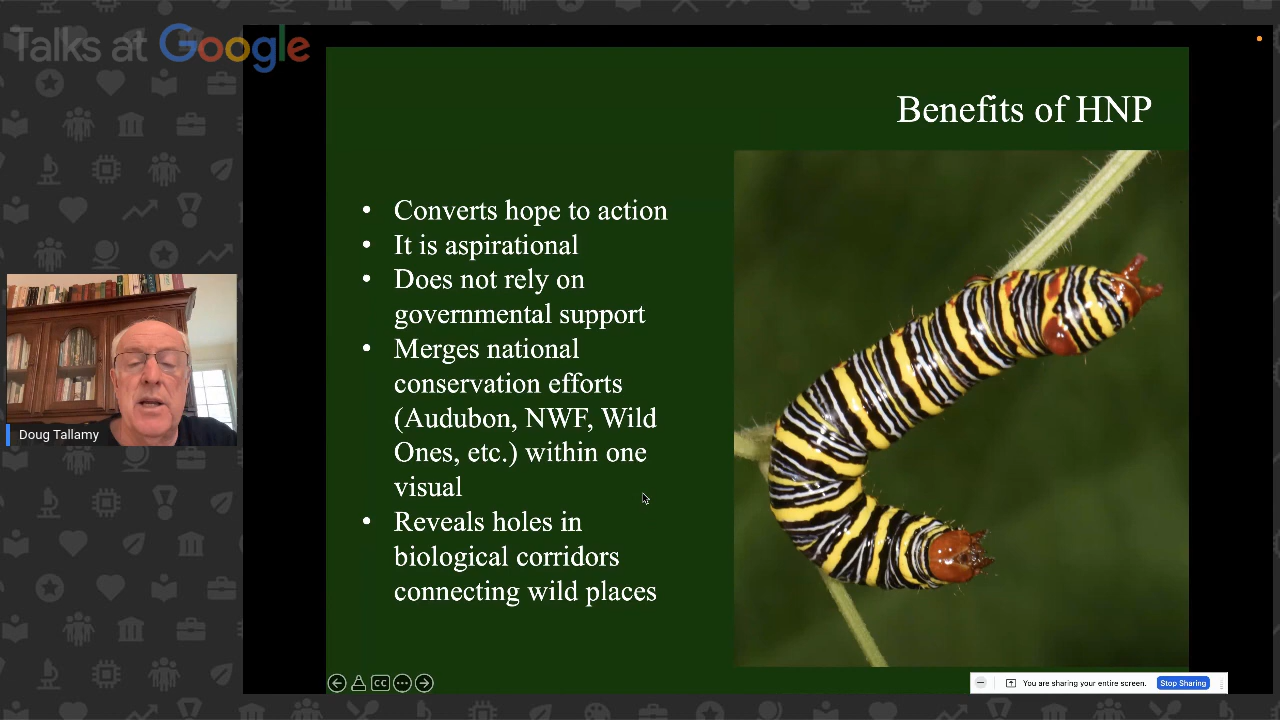 Talks at Google
Benefits of HNP
• Converts hope to action
• It is aspirational
• Does not rely on
governmental support
• Merges national
conservation efforts
(Audubon, NWF, Wild
Ones, etc.) within one
visual
• Reveals holes in
biological corridors
connecting wild places
Doug Tallamy
CC
You are sharing your entire screen.
Stop Sharing